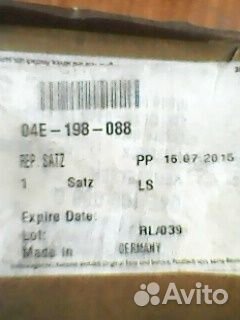 04E-198-088
REP. SATZ PP 16.07.2015
1 Satz LS
Expire Date:
Lot: RL/039
Made in GERMANY
Avito